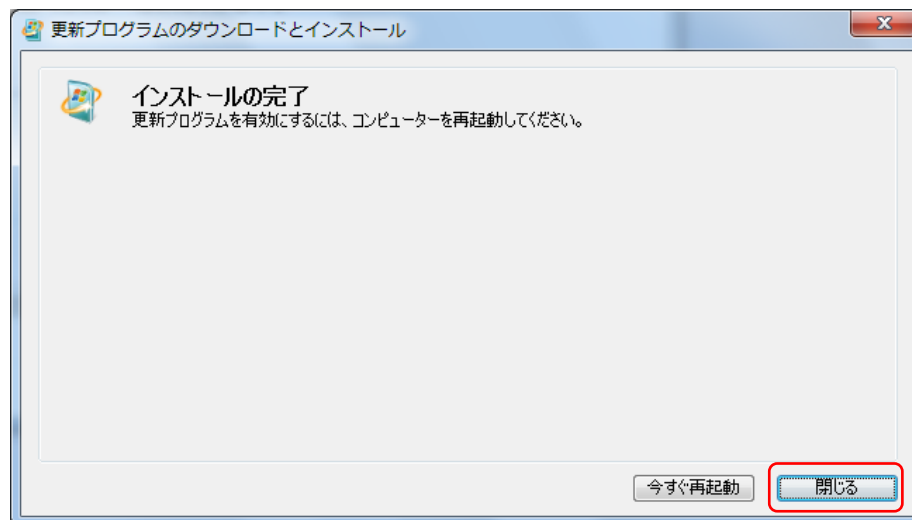 更新プログラムのダウンロードとインストール
インストールの完了
更新プログラムを有効にするには、コンピューターを再起動してください。
今すぐ再起動
閉じる